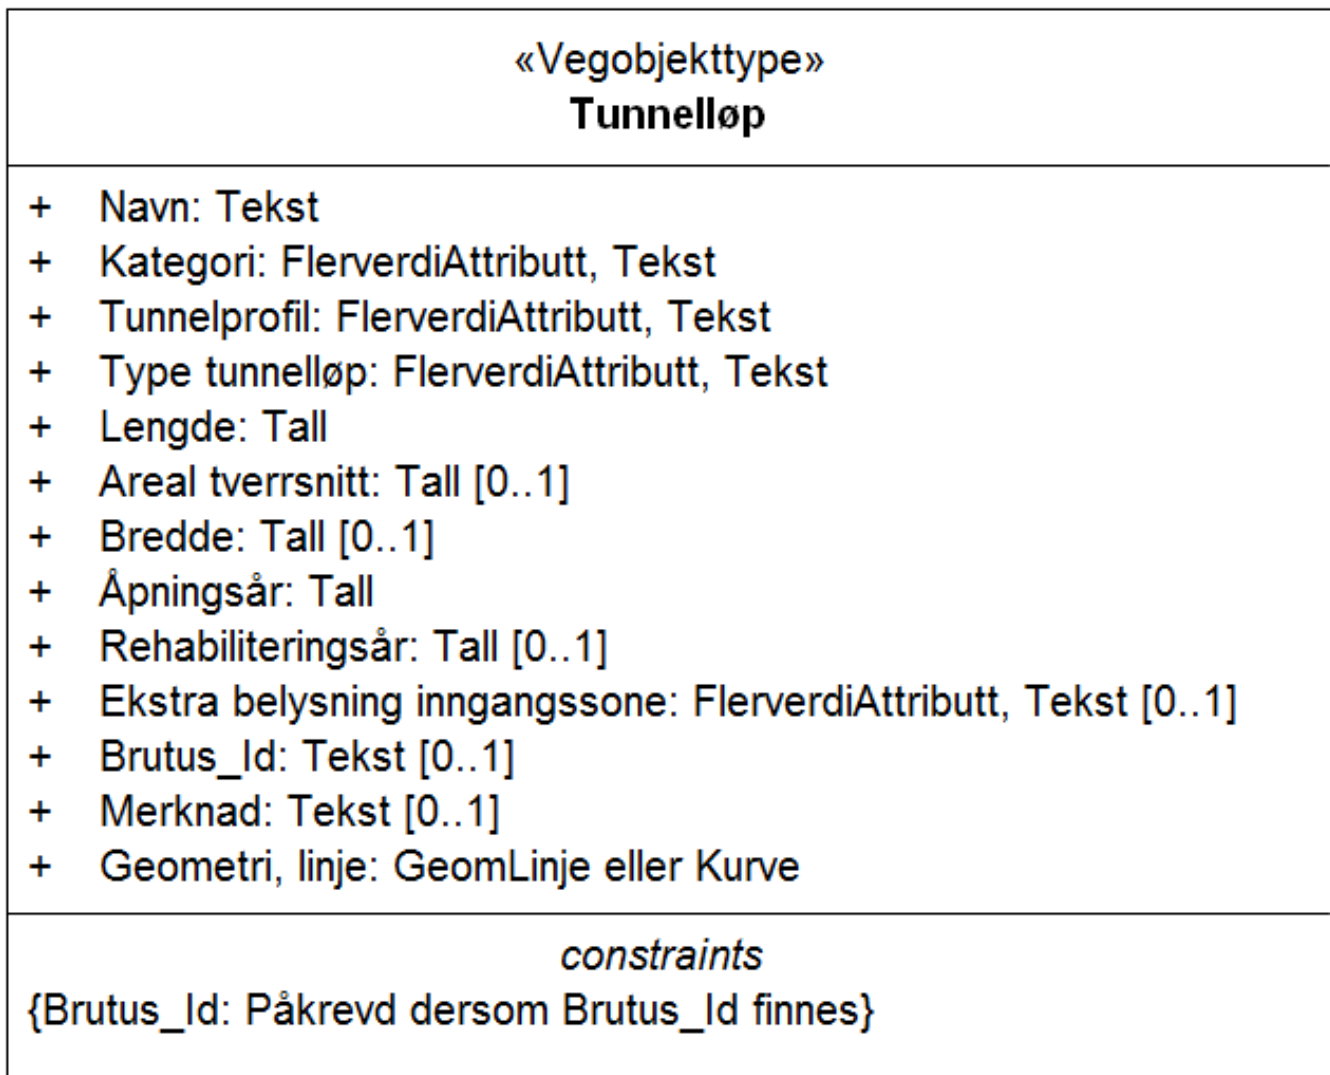 «Vegobjekttype»
Tunnelløp
+ Navn: Tekst
+ Kategori: FlerverdiAttributt, Tekst
+ Tunnelprofil: FlerverdiAttributt, Tekst
+ Type tunnelløp: FlerverdiAttributt, Tekst
+ Lengde: Tall
+ Areal tverrsnitt: Tall [0..1]
+ Bredde: Tall [0..1]
+ Åpningsår: Tall
+ Rehabiliteringsår: Tall [0..1]
+ Ekstra belysning inngangssone: FlerverdiAttributt, Tekst [0..1]
+ Brutus_Id: Tekst [0..1]
+ Merknad: Tekst [0..1]
+ Geometri, linje: GeomLinje eller Kurve
constraints
{Brutus_Id: Påkrevd dersom Brutus_Id finnes}